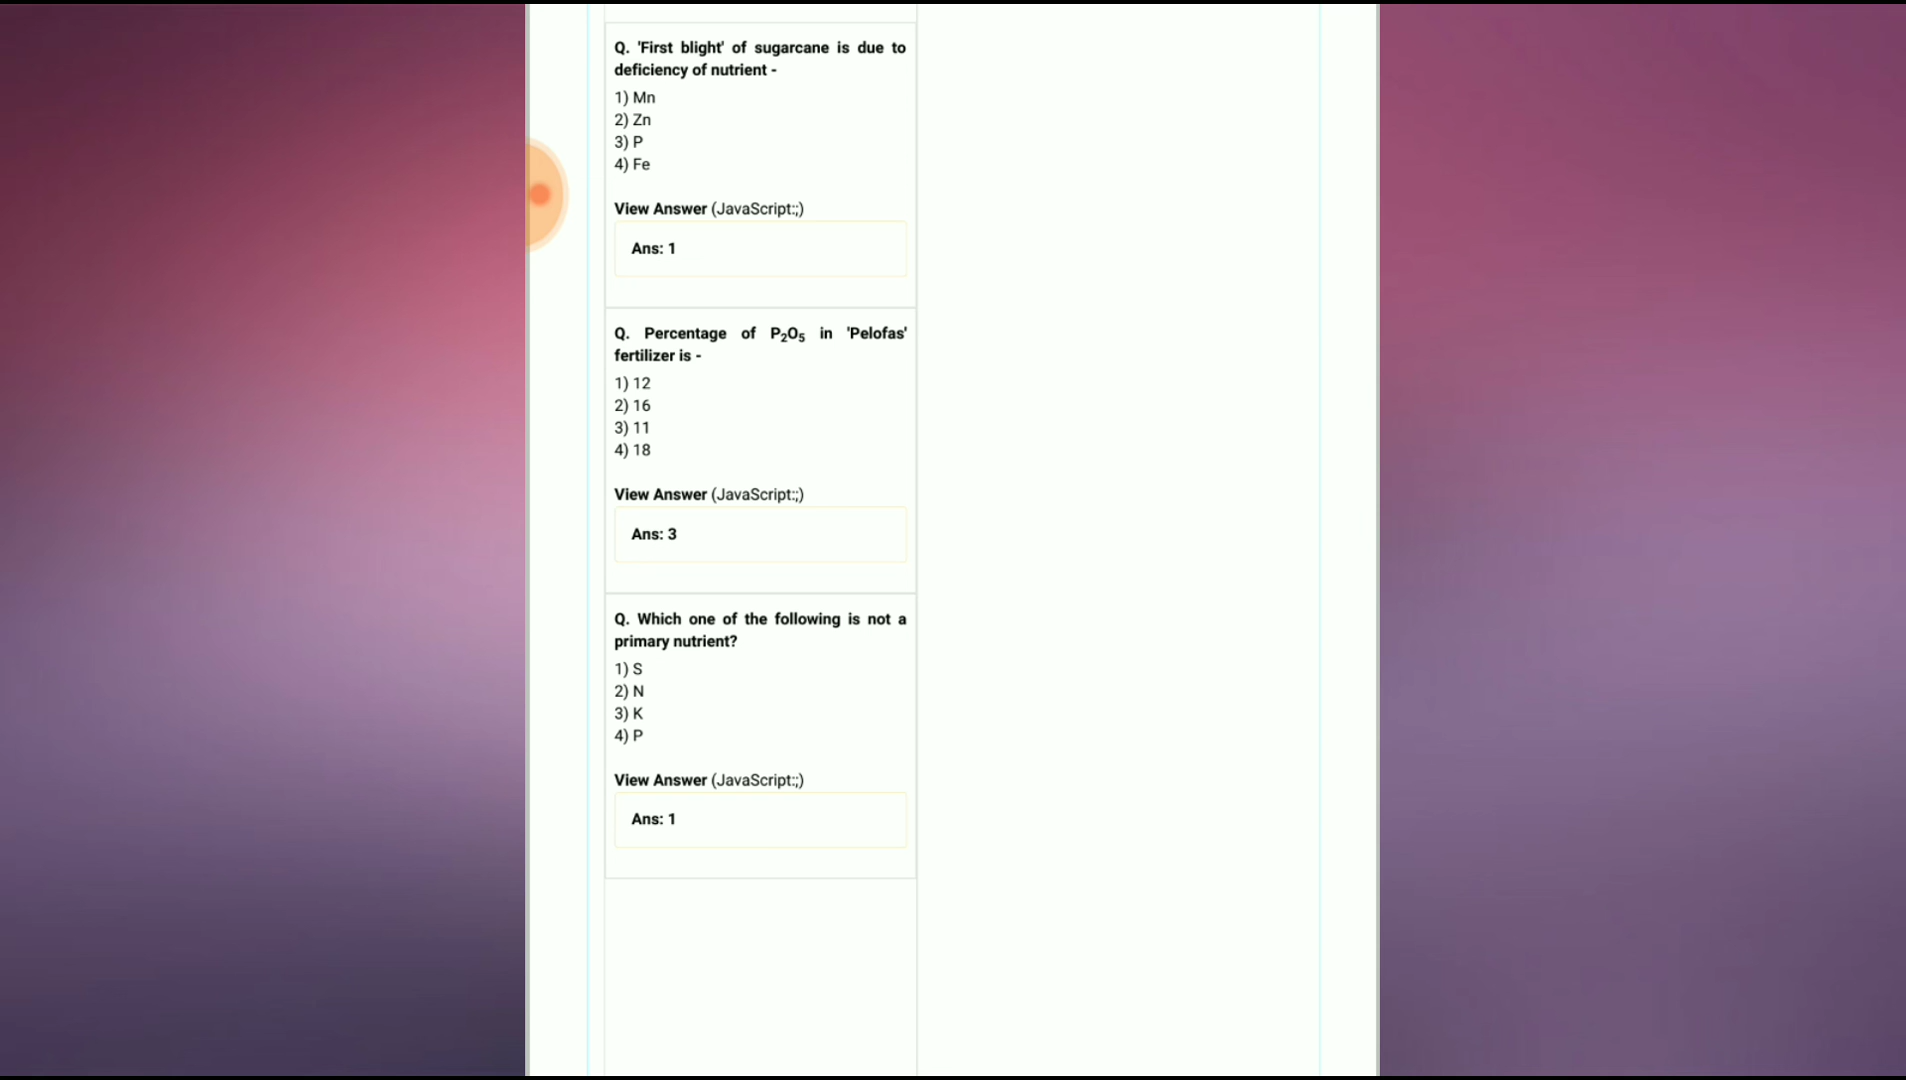 Q. 'First blight' of sugarcane is due to
deficiency of nutrient -
1) Mn
2) Zn
3) P
4) Fe
View Answer (JavaScript:;)
Ans: 1
Q. Percentage of P₂O₅ in 'Pelofas'
fertilizer is -
1) 12
2) 16
3) 11
4) 18
View Answer (JavaScript:;)
Ans: 3
Q. Which one of the following is not a
primary nutrient?
1) S
2) N
3) K
4) P
View Answer (JavaScript:;)
Ans: 1